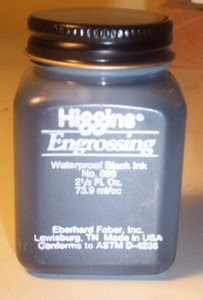 Higgins®
Engrossing
Waterproof Black Ink
No. 893
2½ Fl. Oz.
73.9 ml/cc
Eberhard Faber, Inc.
Lewisburg, TN Made in USA
Conforms to ASTM D-4236